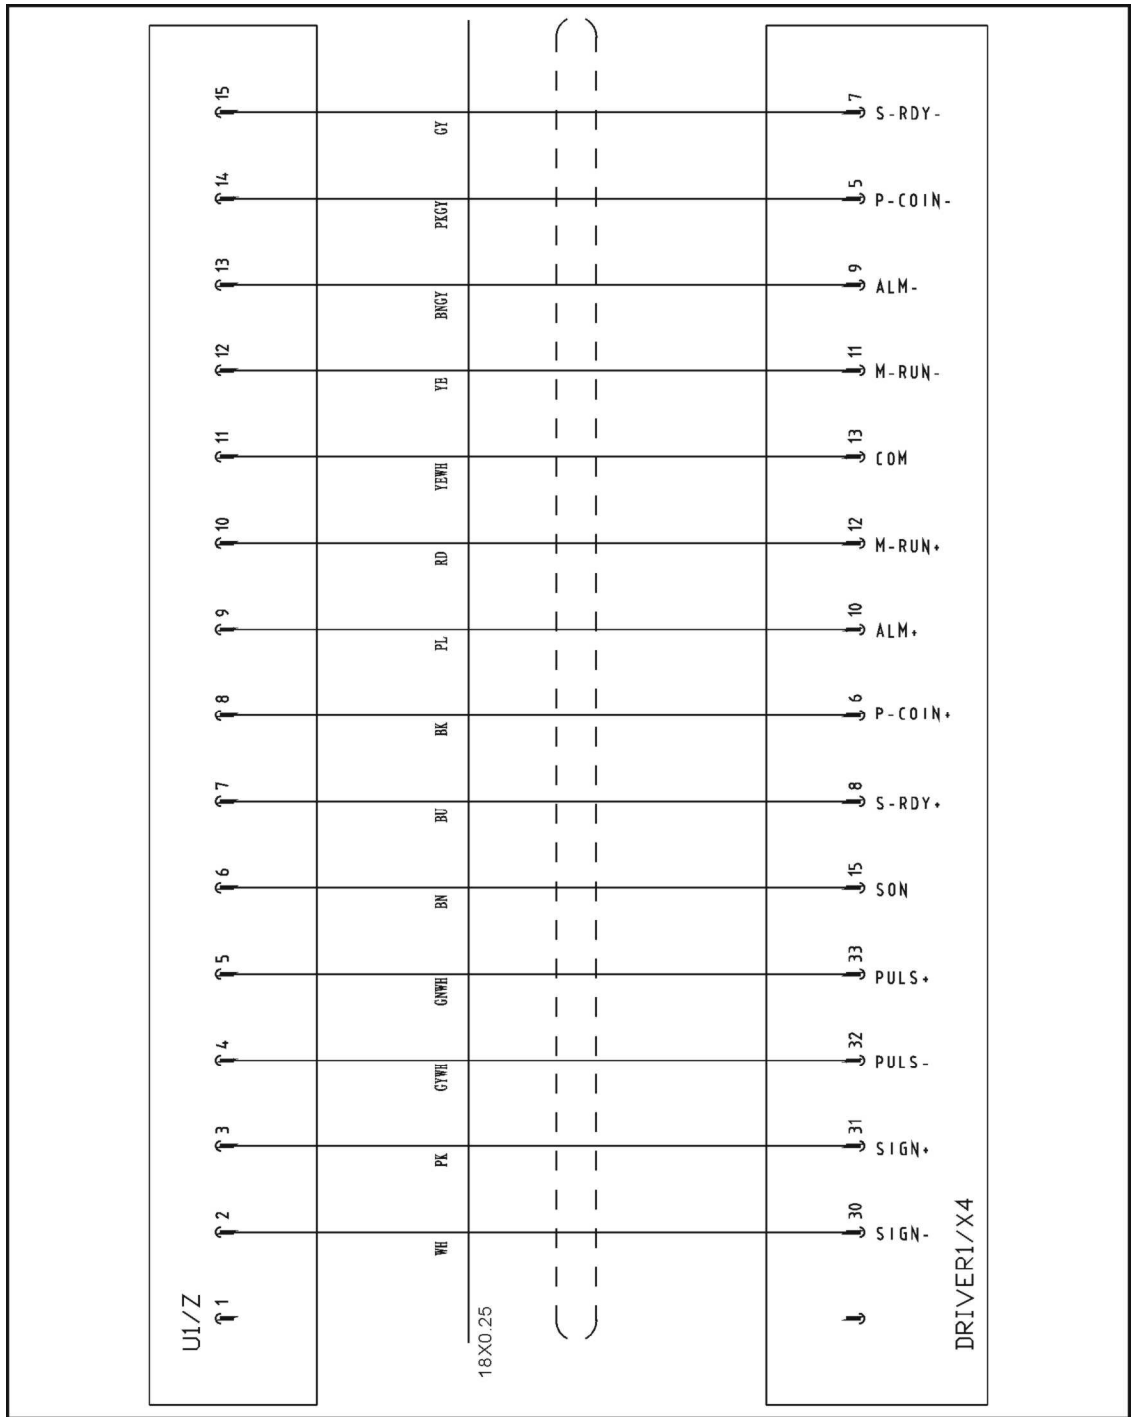 15 GY 7 S-RDY-
14 PKGY 5 P-COIN-
13 BNGY 9 ALM-
12 YE 11 M-RUN-
11 YEWH 13 COM
10 RD 12 M-RUN+
9 PL 10 ALM+
8 BK 6 P-COIN+
7 BU 8 S-RDY+
6 BN 15 SON
5 GNWH 33 PULS+
4 GYWH 32 PULS-
3 PK 31 SIGN+
2 WH 30 SIGN-
1
U1/Z
18X0.25
DRIVER1/X4